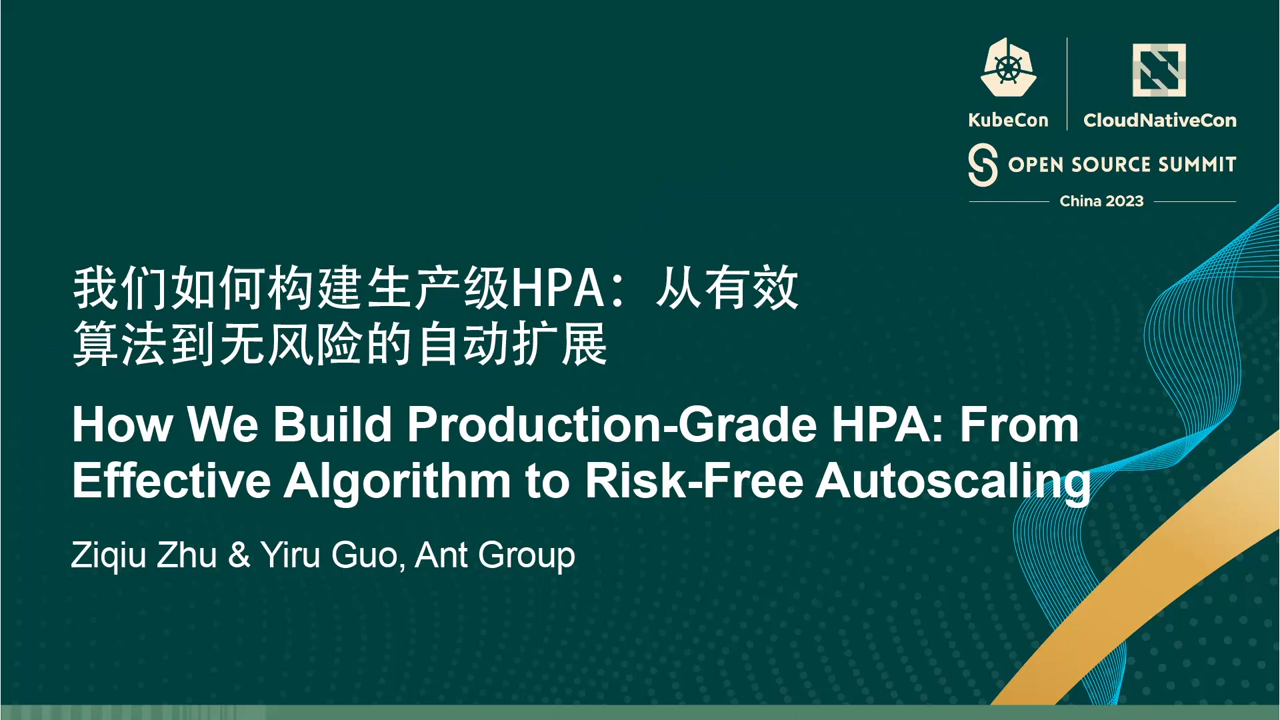 KubeCon
CloudNativeCon
OPEN SOURCE SUMMIT
China 2023
我们如何构建生产级HPA：从有效
算法到无风险的自动扩展
How We Build Production-Grade HPA: From
Effective Algorithm to Risk-Free Autoscaling
Ziqiu Zhu & Yiru Guo, Ant Group